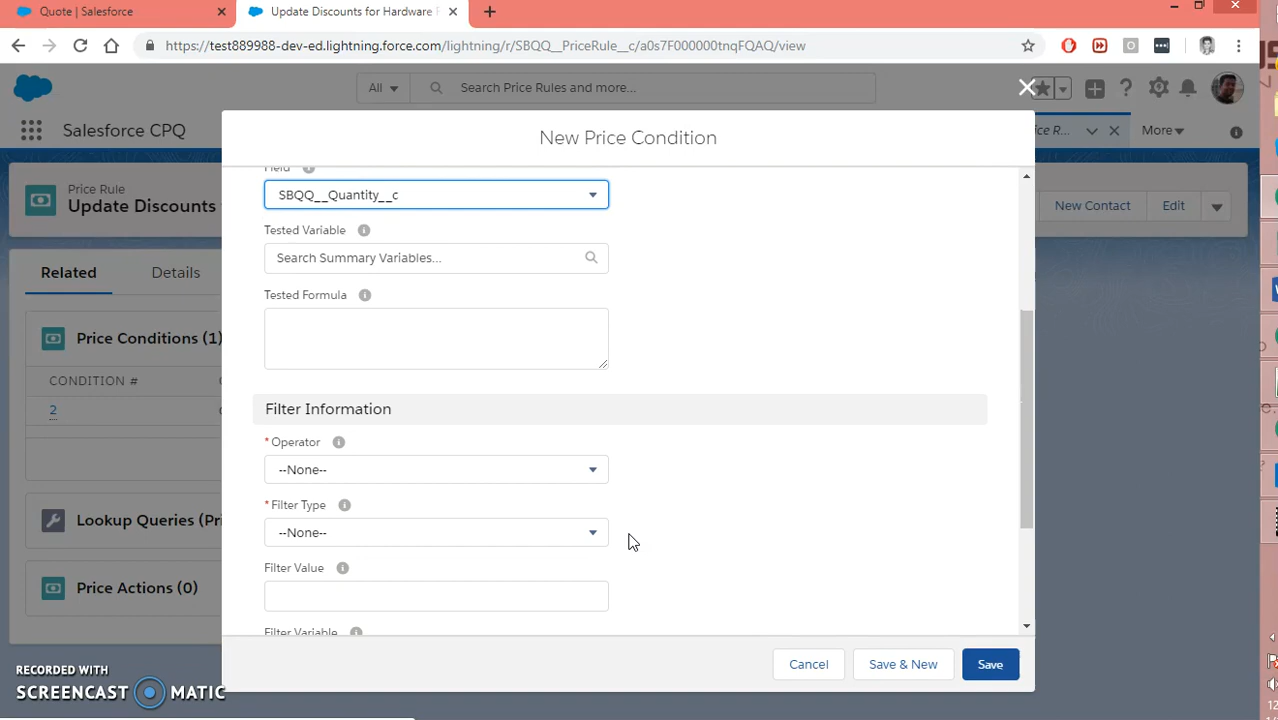 Quote | Salesforce
Update Discounts for Hardware P
https://test889988-dev-ed.lightning.force.com/lightning/r/SBQQ__PriceRule__c/a0s7F000000tnqFQAQ/view
All
Search Price Rules and more...
Salesforce CPQ
ice R...
More
New Price Condition
Price Rule
Update Discounts
New Contact
Edit
Related
Details
Price Conditions (1)
CONDITION #
2
Lookup Queries (Pri
Price Actions (0)
Field
SBQQ__Quantity__c
Tested Variable
Search Summary Variables...
Tested Formula
Filter Information
*Operator
--None--
*Filter Type
--None--
Filter Value
Filter Variable
Cancel
Save & New
Save
RECORDED WITH
SCREENCAST MATIC